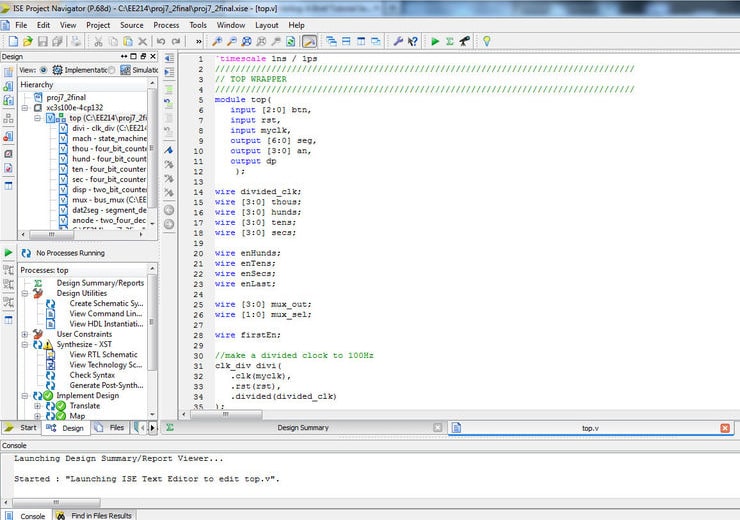 ISE Project Navigator (P.68d) - C:\EE214\proj7_2final\proj7_2final.xise - [top.v]
File Edit View Project Source Process Tools Window Layout Help
Design
View: Implementatic Simulatic
Hierarchy
proj7_2final
xc3s100e-4cp132
top (C:\EE214\proj7_2fi
divi - clk_div (C:\EE214
mach - state_machine
thou - four_bit_counter
hund - four_bit_counte
ten - four_bit_counter
sec - four_bit_counter
disp - two_bit_counte
mux - bus_mux (C:\EE
dat2seg - segment_de
anode - two_four_dec
No Processes Running
Processes: top
Design Summary/Reports
Design Utilities
Create Schematic Sy...
View Command Lin...
View HDL Instantiati...
User Constraints
Synthesize - XST
View RTL Schematic
View Technology Sc...
Check Syntax
Generate Post-Synth...
Implement Design
Translate
Map
Start Design Files
1 `timescale 1ns / 1ps
2 //////////////////////////////////////////////////////////////////////////////////
3 // TOP WRAPPER
4 //////////////////////////////////////////////////////////////////////////////////
5 module top(
6 input [2:0] btn,
7 input rst,
8 input myclk,
9 output [6:0] seg,
10 output [3:0] an,
11 output dp
12 );
13
14 wire divided_clk;
15 wire [3:0] thous;
16 wire [3:0] hunds;
17 wire [3:0] tens;
18 wire [3:0] secs;
19
20 wire enHunds;
21 wire enTens;
22 wire enSecs;
23 wire enLast;
24
25 wire [3:0] mux_out;
26 wire [1:0] mux_sel;
27
28 wire firstEn;
29
30 //make a divided clock to 100Hz
31 clk_div divi(
32 .clk(myclk),
33 .rst(rst),
34 .divided(divided_clk)
35 );
Design Summary top.v
Console
Launching Design Summary/Report Viewer...
Started : "Launching ISE Text Editor to edit top.v".
Console Find in Files Results